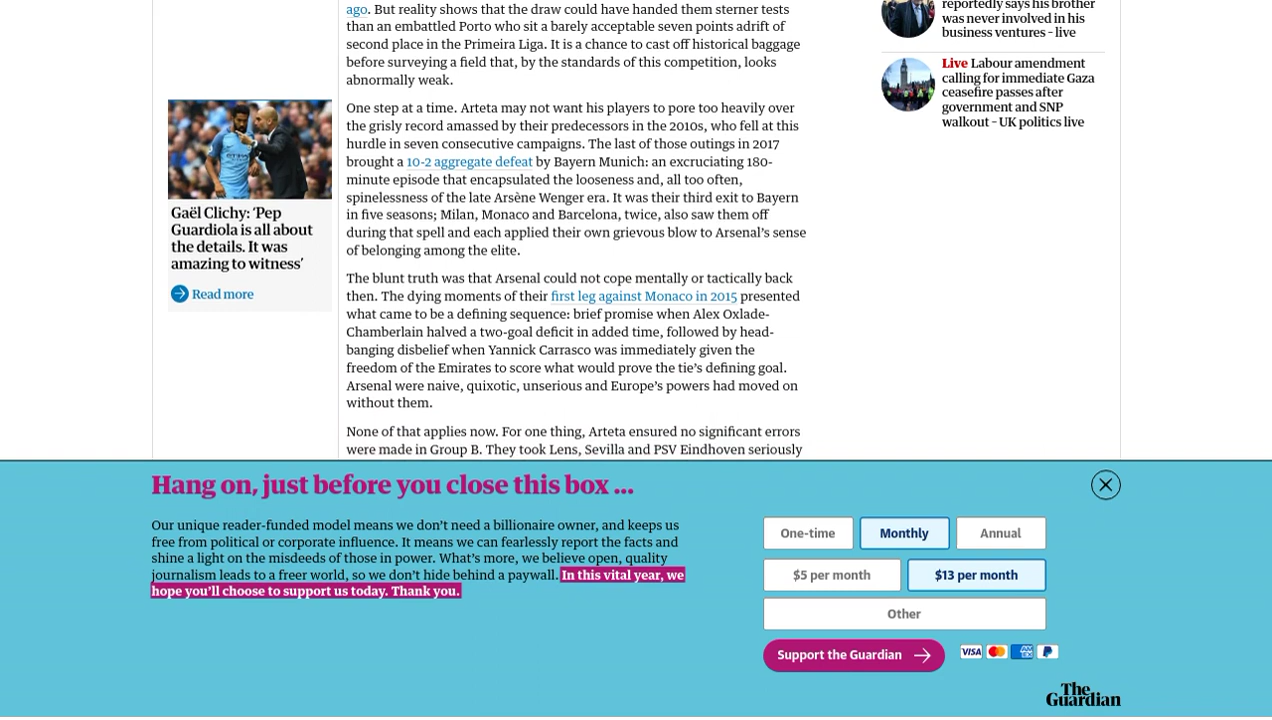 ago. But reality shows that the draw could have handed them sterner tests
than an embattled Porto who sit a barely acceptable seven points adrift of
second place in the Primeira Liga. It is a chance to cast off historical baggage
before surveying a field that, by the standards of this competition, looks
abnormally weak.
One step at a time. Arteta may not want his players to pore too heavily over
the grisly record amassed by their predecessors in the 2010s, who fell at this
hurdle in seven consecutive campaigns. The last of those outings in 2017
brought a 10-2 aggregate defeat by Bayern Munich: an excruciating 180-
minute episode that encapsulated the looseness and, all too often,
spinelessness of the late Arsène Wenger era. It was their third exit to Bayern
in five seasons; Milan, Monaco and Barcelona, twice, also saw them off
during that spell and each applied their own grievous blow to Arsenal's sense
of belonging among the elite.
The blunt truth was that Arsenal could not cope mentally or tactically back
then. The dying moments of their first leg against Monaco in 2015 presented
what came to be a defining sequence: brief promise when Alex Oxlade-
Chamberlain halved a two-goal deficit in added time, followed by head-
banging disbelief when Yannick Carrasco was immediately given the
freedom of the Emirates to score what would prove the tie's defining goal.
Arsenal were naive, quixotic, unserious and Europe's powers had moved on
without them.
None of that applies now. For one thing, Arteta ensured no significant errors
were made in Group B. They took Lens, Sevilla and PSV Eindhoven seriously
Gaël Clichy: 'Pep
Guardiola is all about
the details. It was
amazing to witness'
Read more
reportedly says his brother
was never involved in his
business ventures – live
Live Labour amendment
calling for immediate Gaza
ceasefire passes after
government and SNP
walkout – UK politics live
Hang on, just before you close this box ...
Our unique reader-funded model means we don't need a billionaire owner, and keeps us
free from political or corporate influence. It means we can fearlessly report the facts and
shine a light on the misdeeds of those in power. What's more, we believe open, quality
journalism leads to a freer world, so we don't hide behind a paywall. In this vital year, we
hope you'll choose to support us today. Thank you.
One-time
Monthly
Annual
$5 per month
$13 per month
Other
Support the Guardian
VISA
The
Guardian